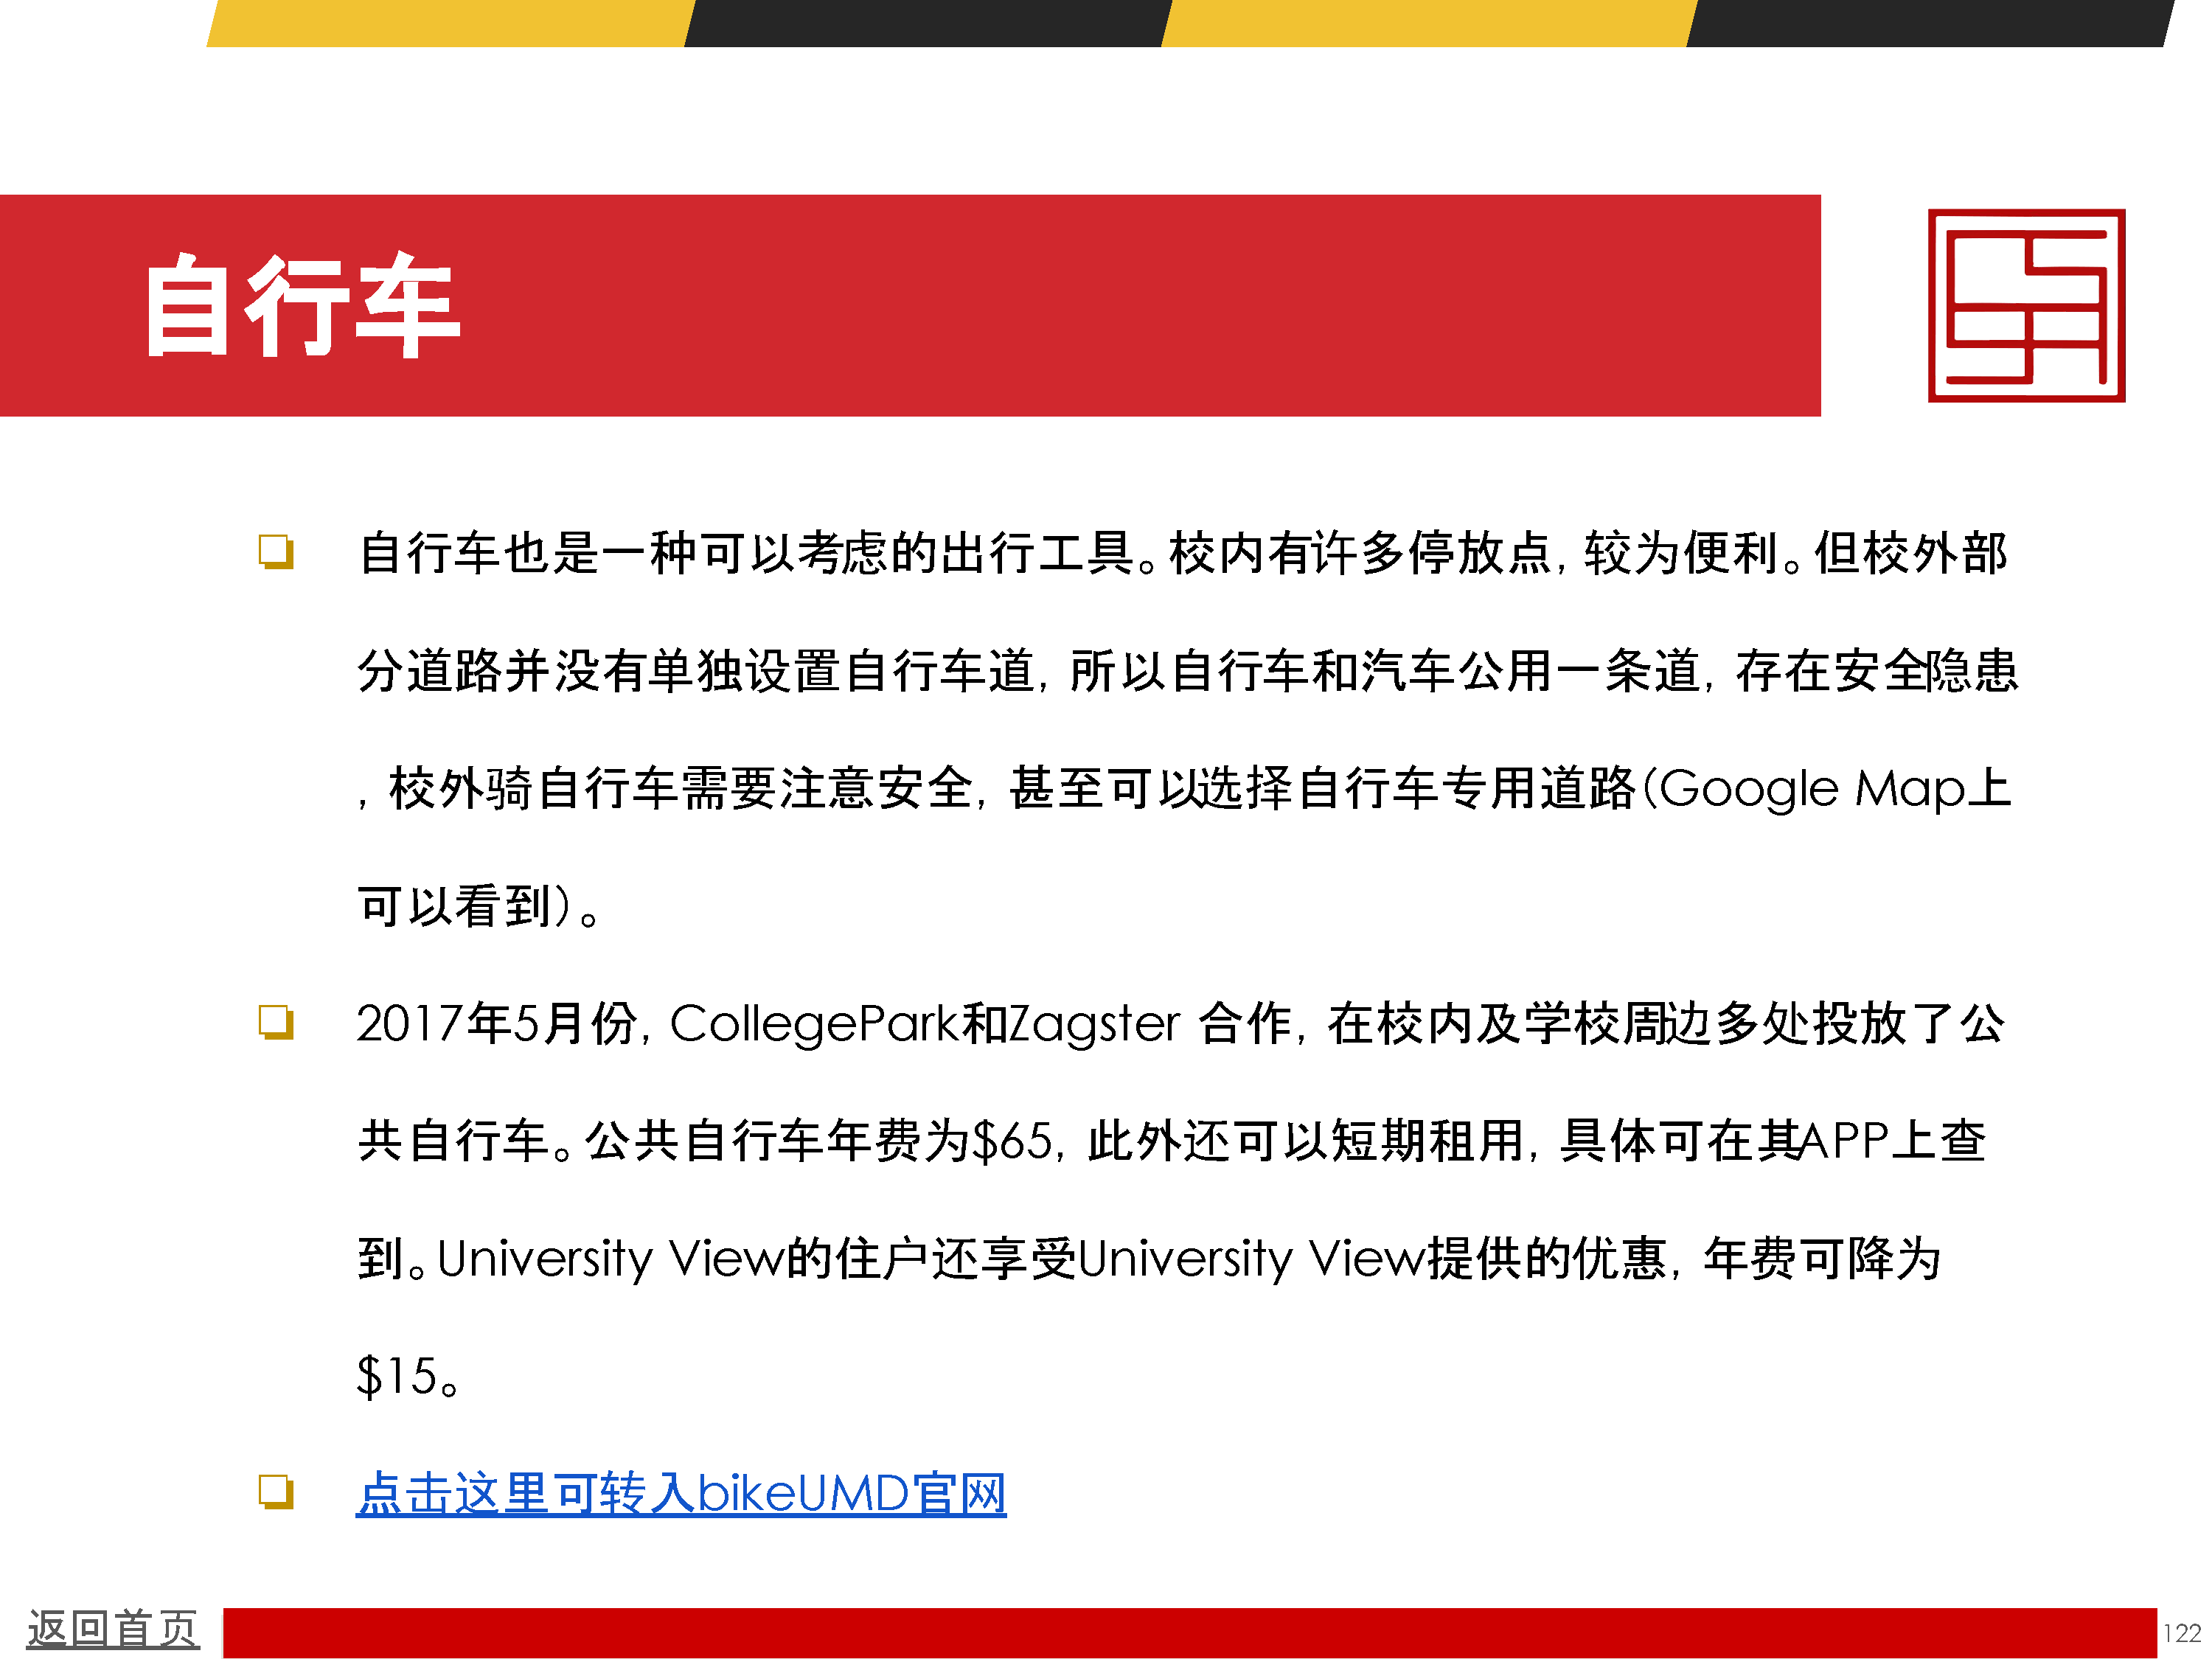 自行车
自行车也是一种可以考虑的出行工具。校内有许多停放点，较为便利。但校外部
分道路并没有单独设置自行车道，所以自行车和汽车公用一条道，存在安全隐患
，校外骑自行车需要注意安全，甚至可以选择自行车专用道路（Google Map上
可以看到）。
2017年5月份，CollegePark和Zagster 合作，在校内及学校周边多处投放了公
共自行车。公共自行车年费为$65，此外还可以短期租用，具体可在其APP上查
到。University View的住户还享受University View提供的优惠，年费可降为
$15。
点击这里可转入bikeUMD官网
返回首页
122